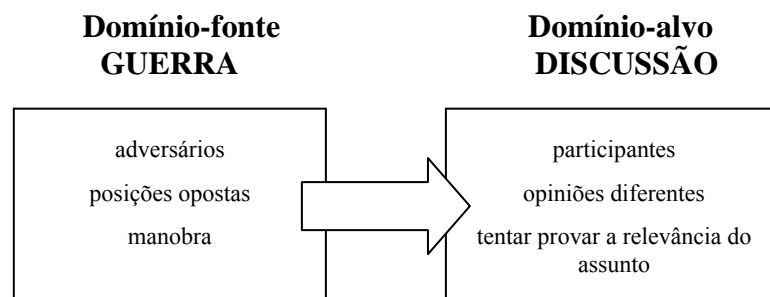 Domínio-fonte
GUERRA
Domínio-alvo
DISCUSSÃO
adversários
posições opostas
manobra
participantes
opiniões diferentes
tentar provar a relevância do
assunto